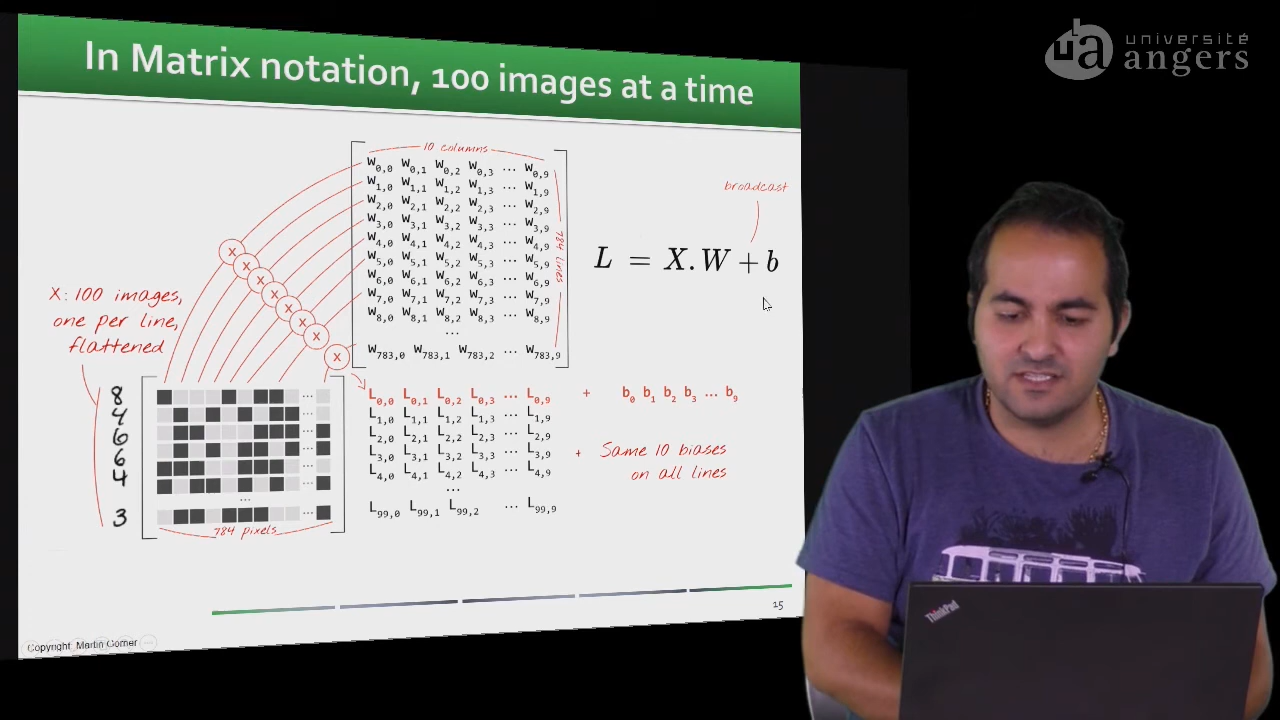 In Matrix notation, 100 images at a time
université
angers
10 columns
W0,0 W0,1 W0,2 W0,3 ... W0,9
W1,0 W1,1 W1,2 W1,3 ... W1,9
W2,0 W2,1 W2,2 W2,3 ... W2,9
W3,0 W3,1 W3,2 W3,3 ... W3,9
W4,0 W4,1 W4,2 W4,3 ... W4,9
W5,0 W5,1 W5,2 W5,3 ... W5,9
W6,0 W6,1 W6,2 W6,3 ... W6,9
W7,0 W7,1 W7,2 W7,3 ... W7,9
W8,0 W8,1 W8,2 W8,3 ... W8,9
...
W783,0 W783,1 W783,2 ... W783,9
784 lines
broadcast
L = X.W + b
x
x
x
x
x
x
x
x
X: 100 images,
one per line,
flattened
8
4
6
6
4
3
...
...
...
...
...
...
...
...
784 pixels
L0,0 L0,1 L0,2 L0,3 ... L0,9 + b0 b1 b2 b3 ... b9
L1,0 L1,1 L1,2 L1,3 ... L1,9
L2,0 L2,1 L2,2 L2,3 ... L2,9
L3,0 L3,1 L3,2 L3,3 ... L3,9
L4,0 L4,1 L4,2 L4,3 ... L4,9
...
L99,0 L99,1 L99,2 ... L99,9
+ Same 10 biases
on all lines
15
Copyright: Martin Gorner
ThinkPad